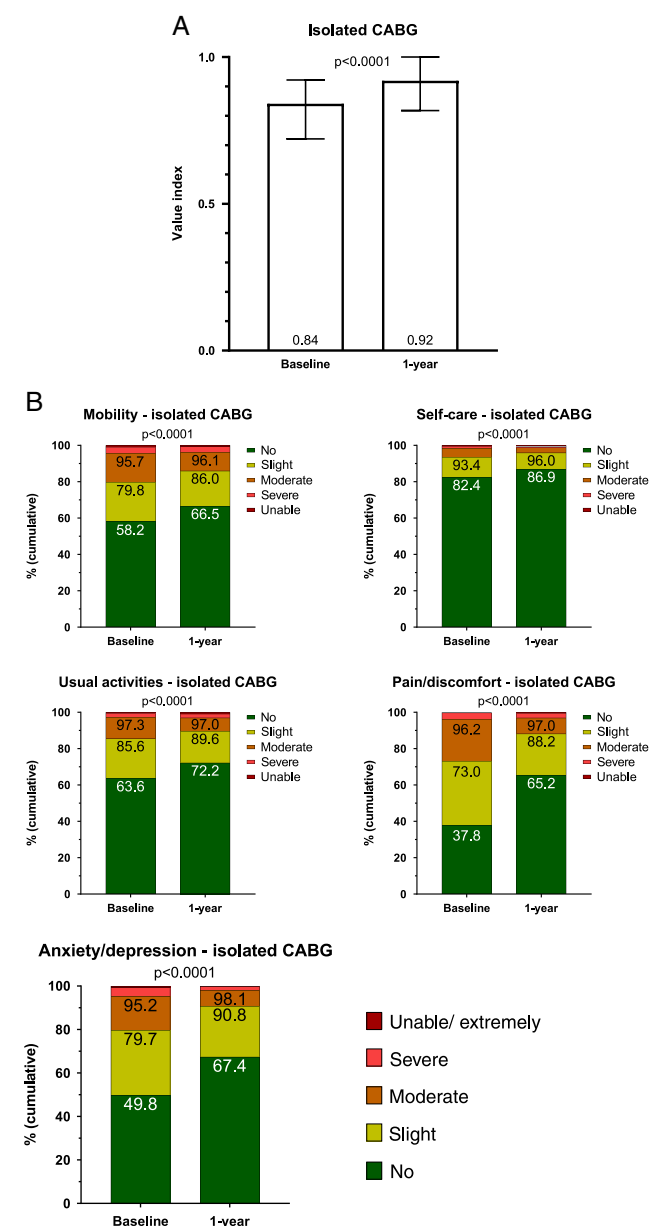 A
Isolated CABG
p<0.0001
1.0
0.5
0.0
Value index
0.84
0.92
Baseline
1-year
B
Mobility - isolated CABG
p<0.0001
100
80
60
40
20
0
% (cumulative)
95.7
79.8
58.2
96.1
86.0
66.5
Baseline
1-year
No
Slight
Moderate
Severe
Unable
Self-care - isolated CABG
p<0.0001
100
80
60
40
20
0
% (cumulative)
93.4
82.4
96.0
86.9
Baseline
1-year
No
Slight
Moderate
Severe
Unable
Usual activities - isolated CABG
p<0.0001
100
80
60
40
20
0
% (cumulative)
97.3
85.6
63.6
97.0
89.6
72.2
Baseline
1-year
No
Slight
Moderate
Severe
Unable
Pain/discomfort - isolated CABG
p<0.0001
100
80
60
40
20
0
% (cumulative)
96.2
73.0
37.8
97.0
88.2
65.2
Baseline
1-year
No
Slight
Moderate
Severe
Unable
Anxiety/depression - isolated CABG
p<0.0001
100
80
60
40
20
0
% (cumulative)
95.2
79.7
49.8
98.1
90.8
67.4
Baseline
1-year
Unable/ extremely
Severe
Moderate
Slight
No